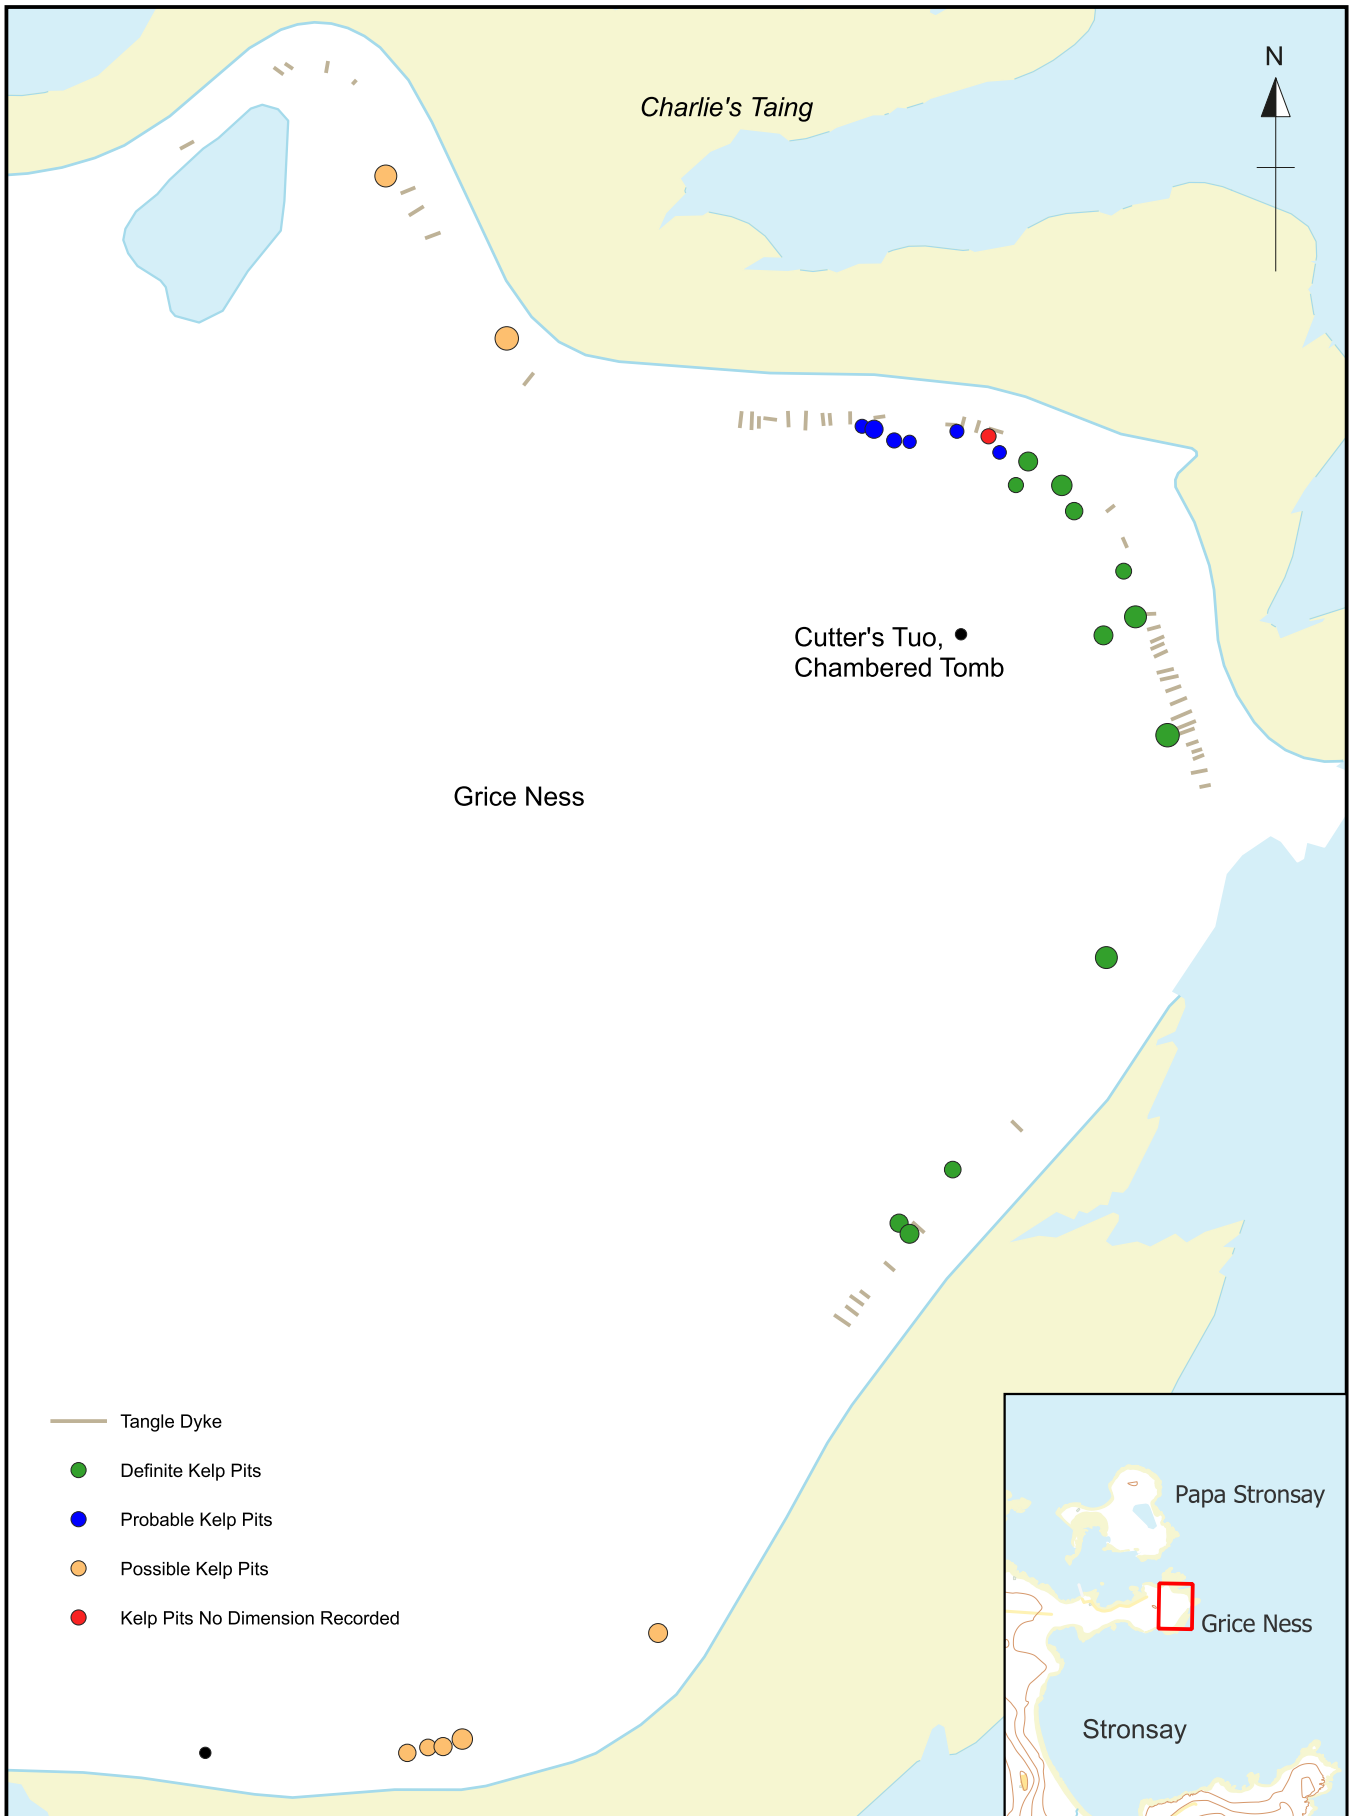 N
Charlie's Taing
Cutter's Tuo,
Chambered Tomb
Grice Ness
Tangle Dyke
Definite Kelp Pits
Probable Kelp Pits
Possible Kelp Pits
Kelp Pits No Dimension Recorded
Papa Stronsay
Grice Ness
Stronsay